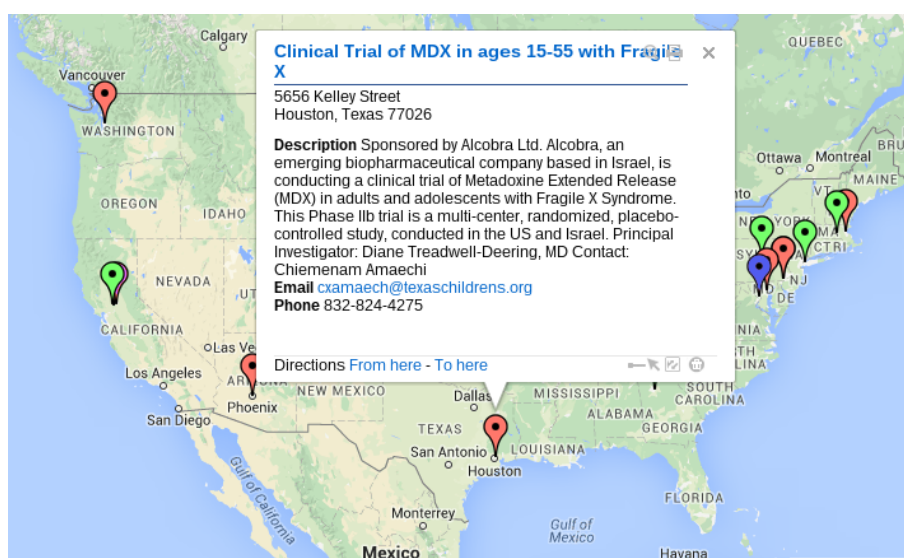 Clinical Trial of MDX in ages 15-55 with Fragile
X
5656 Kelley Street
Houston, Texas 77026
Description Sponsored by Alcobra Ltd. Alcobra, an
emerging biopharmaceutical company based in Israel, is
conducting a clinical trial of Metadoxine Extended Release
(MDX) in adults and adolescents with Fragile X Syndrome.
This Phase IIb trial is a multi-center, randomized, placebo-
controlled study, conducted in the US and Israel. Principal
Investigator: Diane Treadwell-Deering, MD Contact:
Chiemenam Amaechi
Email cxamaech@texaschildrens.org
Phone 832-824-4275
Directions From here - To here
Calgary
QUEBEC
Vancouver
WASHINGTON
BRU
Ottawa
Montreal
MAINE
OREGON
IDAHO
VT
NEVADA
UT
CT RI
NJ
DE
CALIFORNIA
Las Ve
Los Angeles
NEW MEXICO
Dallas
MISSISSIPPI
SOUTH
CAROLINA
Phoenix
San Diego
ALABAMA
TEXAS
GEORGIA
San Antonio
LOUISIANA
Houston
Gulf of
California
FLORIDA
Monterrey
Gulf of
Mexico
Mexico
Havana